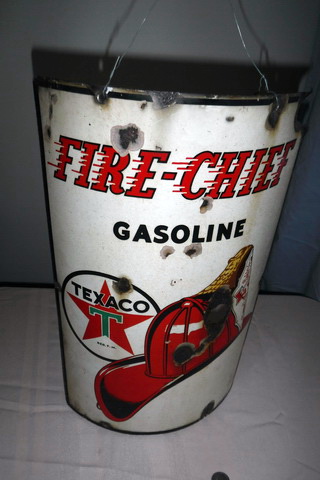 FIRE-CHIEF
GASOLINE
TEXACO
T